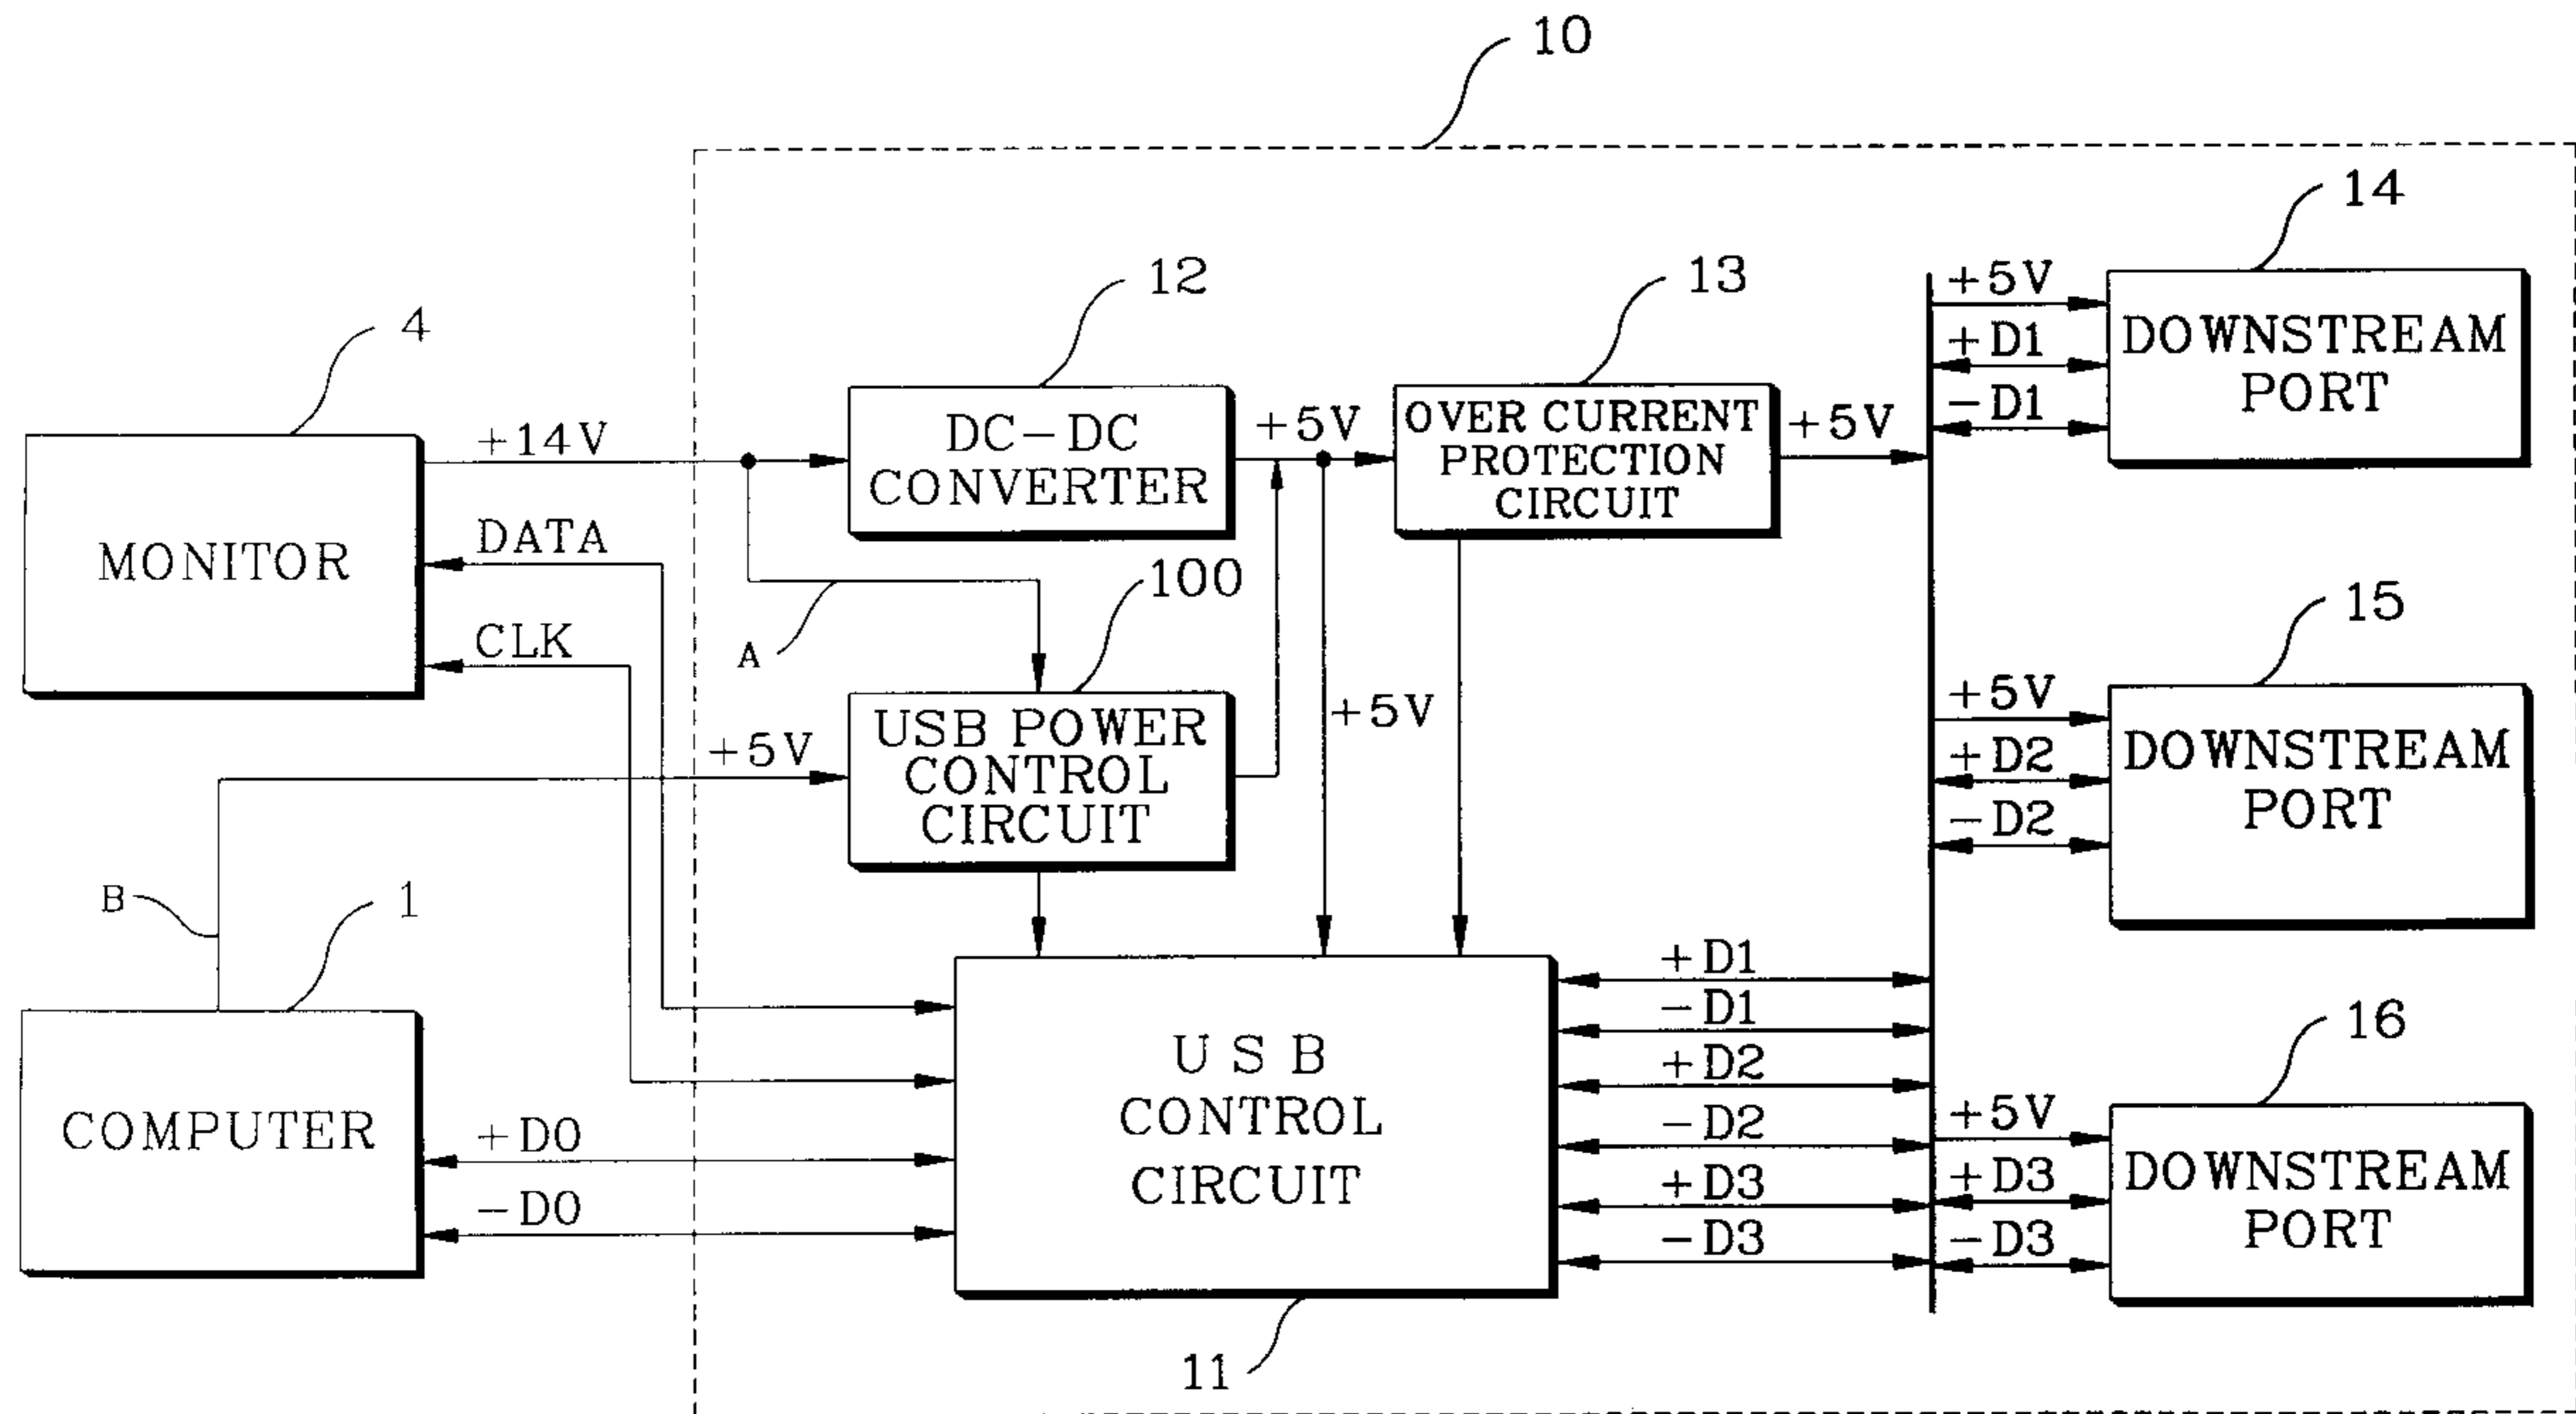 10
14
12
13
4
+5V
+D1
-D1
DOWNSTREAM
PORT
+14V
DC-DC
CONVERTER
+5V
OVER CURRENT
PROTECTION
CIRCUIT
+5V
MONITOR
DATA
CLK
A
100
15
+5V
USB POWER
CONTROL
CIRCUIT
+5V
+5V
+D2
-D2
DOWNSTREAM
PORT
B
1
+D1
-D1
+D2
-D2
+D3
-D3
16
COMPUTER
+D0
-D0
USB
CONTROL
CIRCUIT
+5V
+D3
-D3
DOWNSTREAM
PORT
11